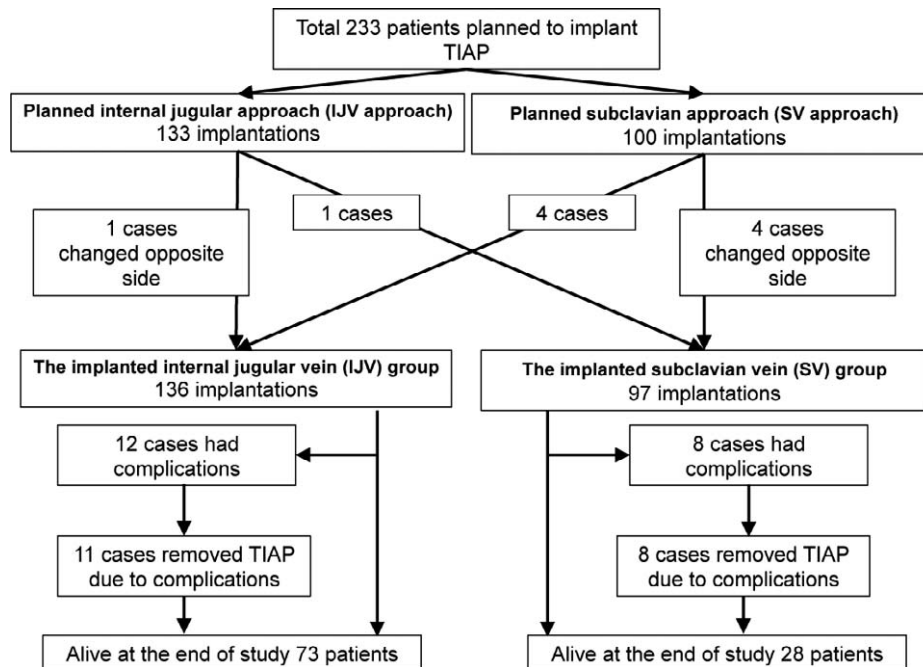 Total 233 patients planned to implant
TIAP
Planned internal jugular approach (IJV approach)
133 implantations
Planned subclavian approach (SV approach)
100 implantations
1 cases
changed opposite
side
1 cases
4 cases
4 cases
changed opposite
side
The implanted internal jugular vein (IJV) group
136 implantations
The implanted subclavian vein (SV) group
97 implantations
12 cases had
complications
8 cases had
complications
11 cases removed TIAP
due to complications
8 cases removed TIAP
due to complications
Alive at the end of study 73 patients
Alive at the end of study 28 patients